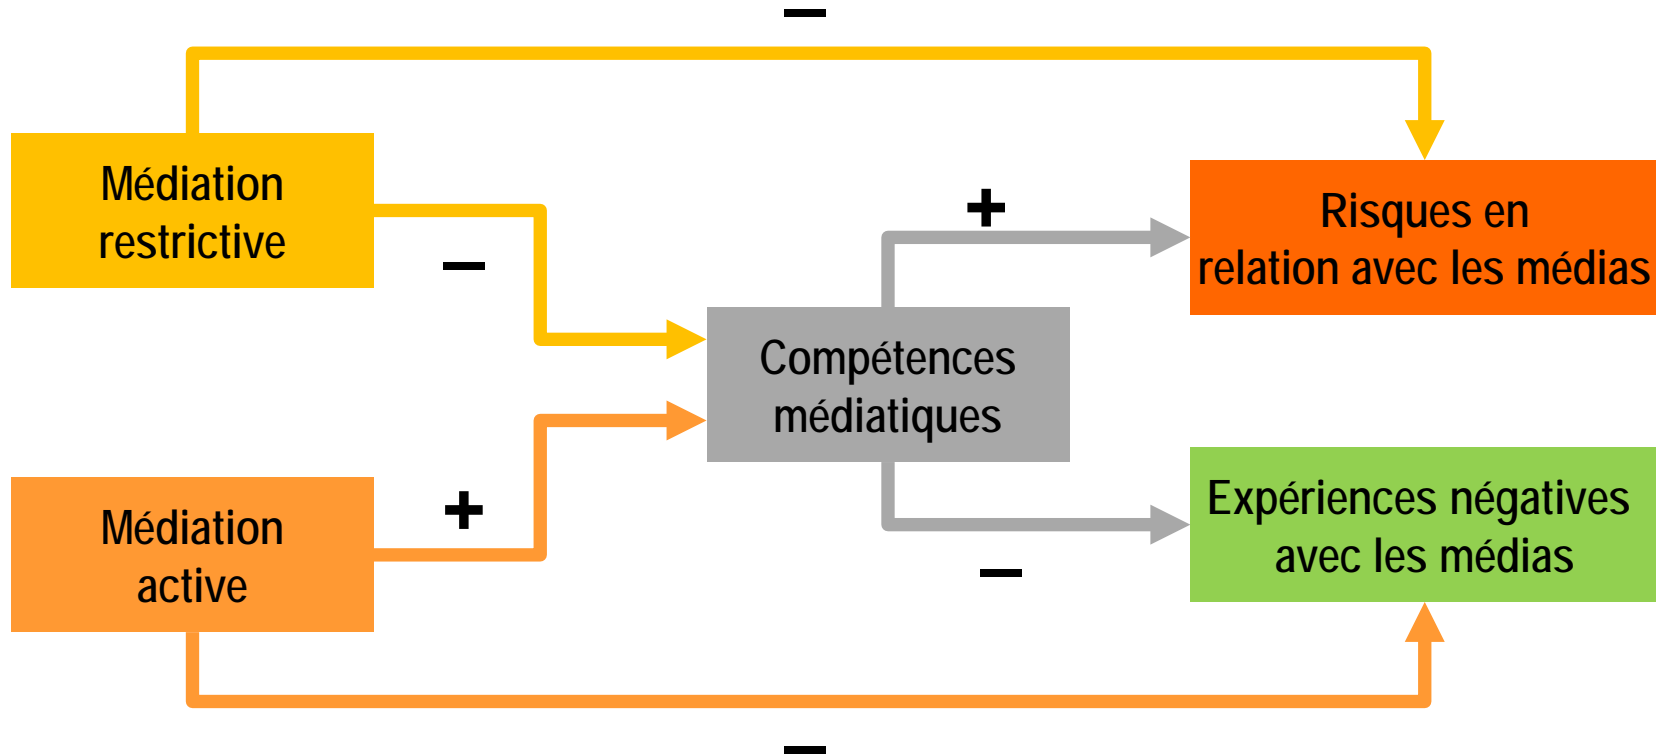 –
Médiation
restrictive
–
+
Risques en
relation avec les médias
Compétences
médiatiques
Médiation
active
+
–
Expériences négatives
avec les médias
–